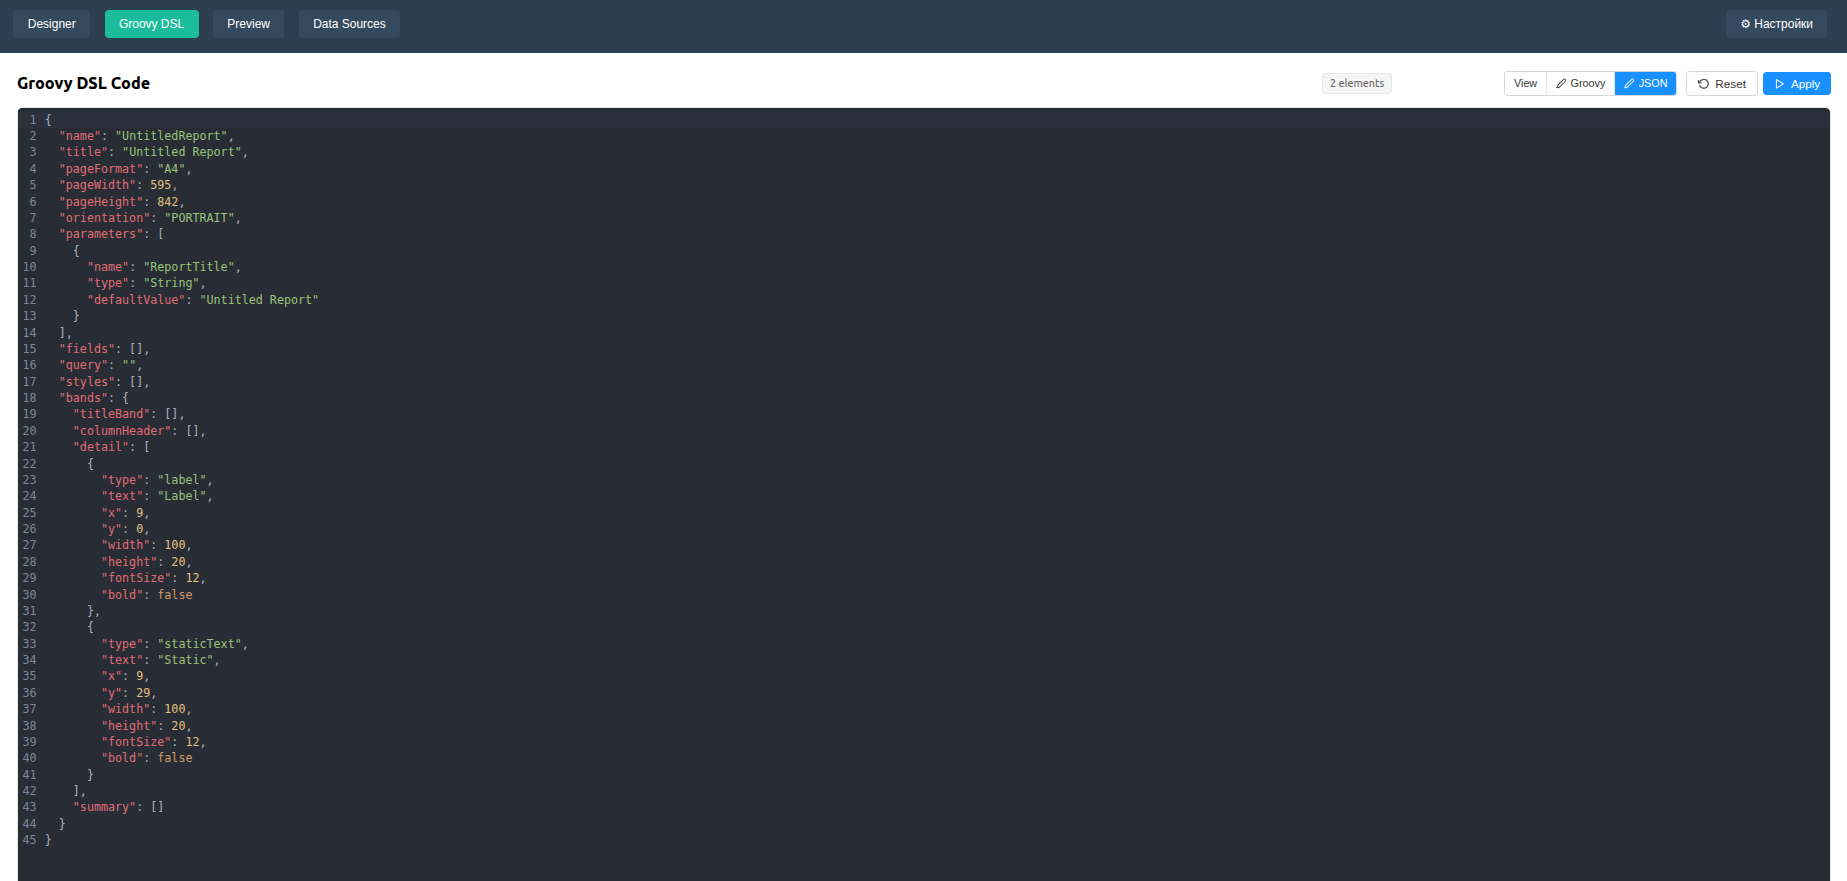 Designer Groovy DSL Preview Data Sources ⚙ Настройки
Groovy DSL Code 2 elements View Groovy JSON Reset Apply
1 {
2   "name": "UntitledReport",
3   "title": "Untitled Report",
4   "pageFormat": "A4",
5   "pageWidth": 595,
6   "pageHeight": 842,
7   "orientation": "PORTRAIT",
8   "parameters": [
9     {
10       "name": "ReportTitle",
11       "type": "String",
12       "defaultValue": "Untitled Report"
13     }
14   ],
15   "fields": [],
16   "query": "",
17   "styles": [],
18   "bands": {
19     "titleBand": [],
20     "columnHeader": [],
21     "detail": [
22       {
23         "type": "label",
24         "text": "Label",
25         "x": 9,
26         "y": 0,
27         "width": 100,
28         "height": 20,
29         "fontSize": 12,
30         "bold": false
31       },
32       {
33         "type": "staticText",
34         "text": "Static",
35         "x": 9,
36         "y": 29,
37         "width": 100,
38         "height": 20,
39         "fontSize": 12,
40         "bold": false
41       }
42     ],
43     "summary": []
44   }
45 }